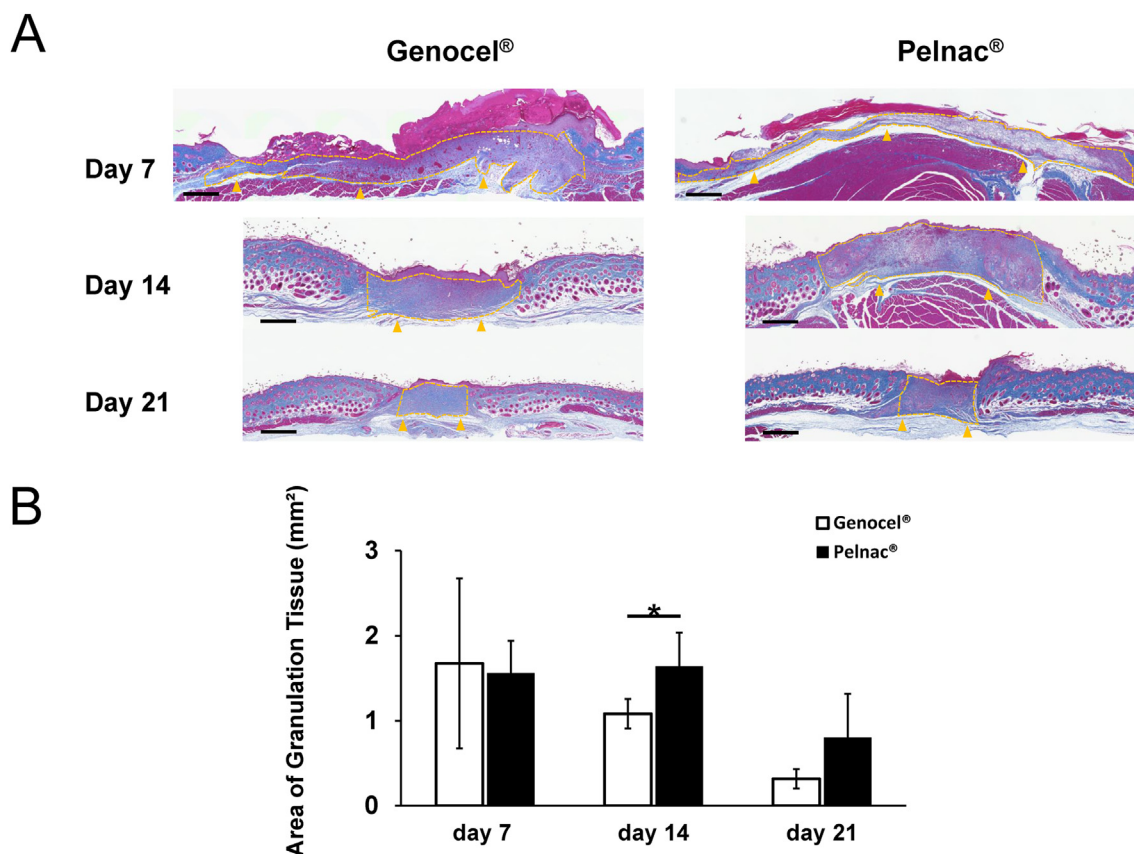 A
Genocel®
Pelnac®
Day 7
Day 14
Day 21
B
Area of Granulation Tissue (mm²)
Genocel®
Pelnac®
3
2
1
0
*
day 7
day 14
day 21